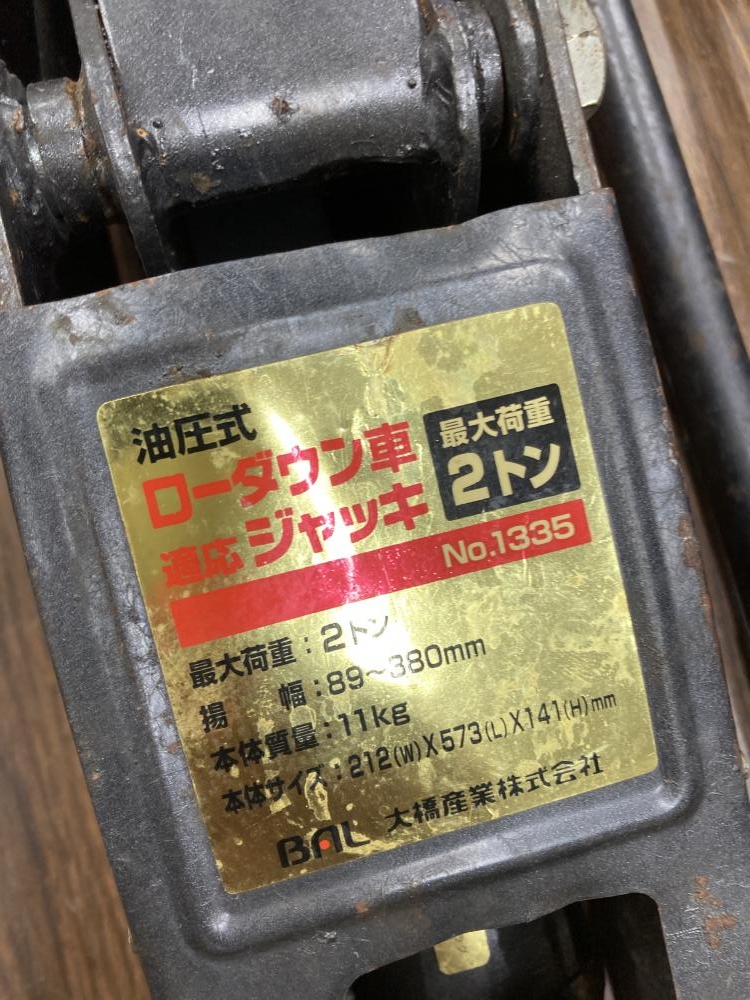 油圧式
ローダウン車
適応ジャッキ
最大荷重
2トン
No.1335
最大荷重:2トン
揚 幅:89~380mm
本体質量:11kg
本体サイズ:212(W)X573(L)X141(H)mm
BAL 大橋産業株式会社